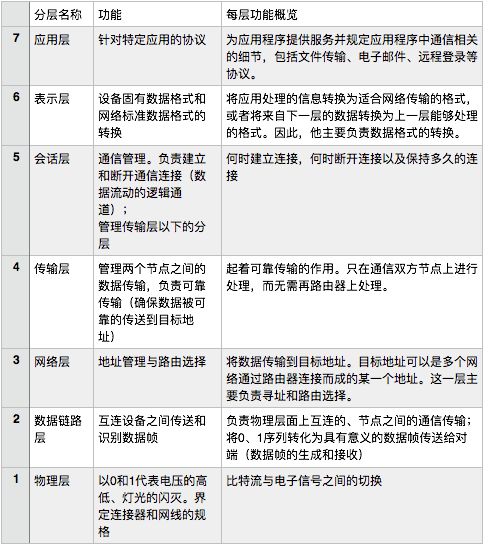 分层名称 功能 每层功能概览
7 应用层 针对特定应用的协议 为应用程序提供服务并规定应用程序中通信相关
的细节，包括文件传输、电子邮件、远程登录等
协议。
6 表示层 设备固有数据格式和
网络标准数据格式的
转换
将应用处理的信息转换为适合网络传输的格式，
或者将来自下一层的数据转换为上一层能够处理
的格式。因此，他主要负责数据格式的转换。
5 会话层 通信管理。负责建立
和断开通信连接（数
据流动的逻辑通
道）；
管理传输层以下的分
层
何时建立连接，何时断开连接以及保持多久的连
接
4 传输层 管理两个节点之间的
数据传输，负责可靠
传输（确保数据被可
靠的传送到目标地
址）
起着可靠传输的作用。只在通信双方节点上进行
处理，而无需再路由器上处理。
3 网络层 地址管理与路由选择 将数据传输到目标地址。目标地址可以是多个网
络通过路由器连接而成的某一个地址。这一层主
要负责寻址和路由选择。
2 数据链路
层
互连设备之间传送和
识别数据帧
负责物理层面上互连的、节点之间的通信传输；
将0、1序列转化为具有意义的数据帧传送给对
端（数据帧的生成和接收）
1 物理层 以0和1代表电压的高
低、灯光的闪灭。界
定连接器和网线的规
格
比特流与电子信号之间的切换